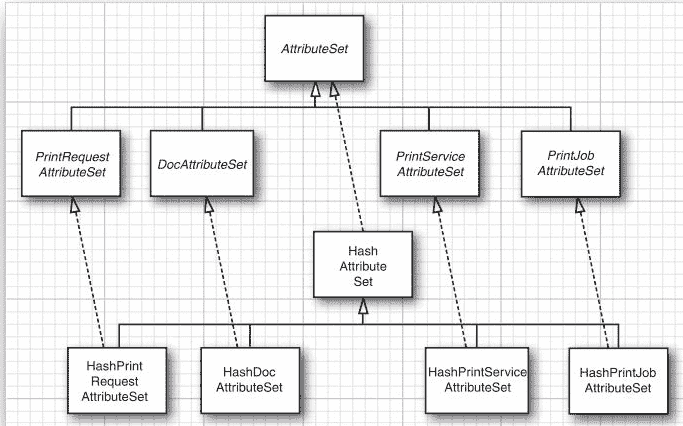 AttributeSet
PrintRequest
AttributeSet
DocAttributeSet
PrintService
AttributeSet
PrintJob
AttributeSet
Hash
Attribute
Set
HashPrint
Request
AttributeSet
HashDoc
AttributeSet
HashPrintService
AttributeSet
HashPrintJob
AttributeSet